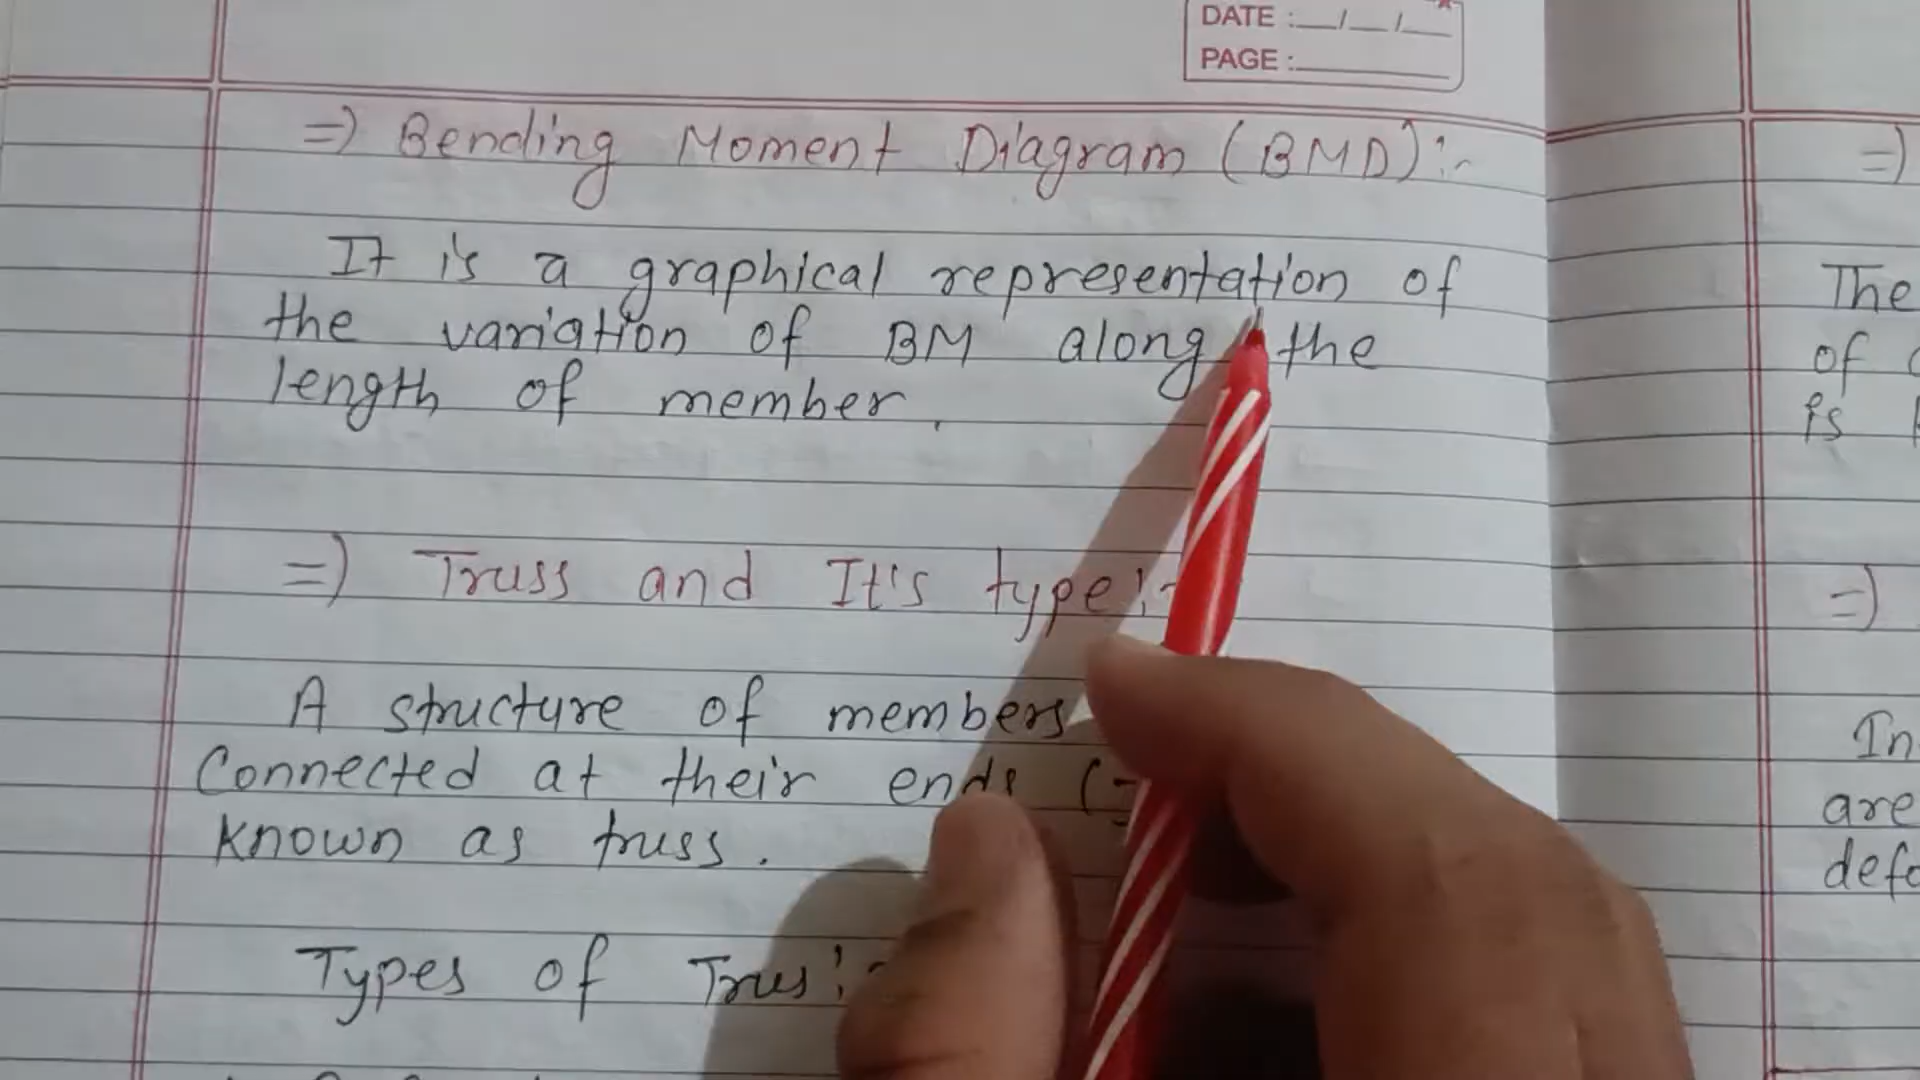 DATE :__/__/__
PAGE :______
=) Bending Moment Diagram (BMD):-
It is a graphical representation of
the variation of BM along the
length of member.
=) Truss and It's type:-
A structure of members
Connected at their ends (
known as truss.
Types of Trus:-
=)
The
of
is
=)
In
are